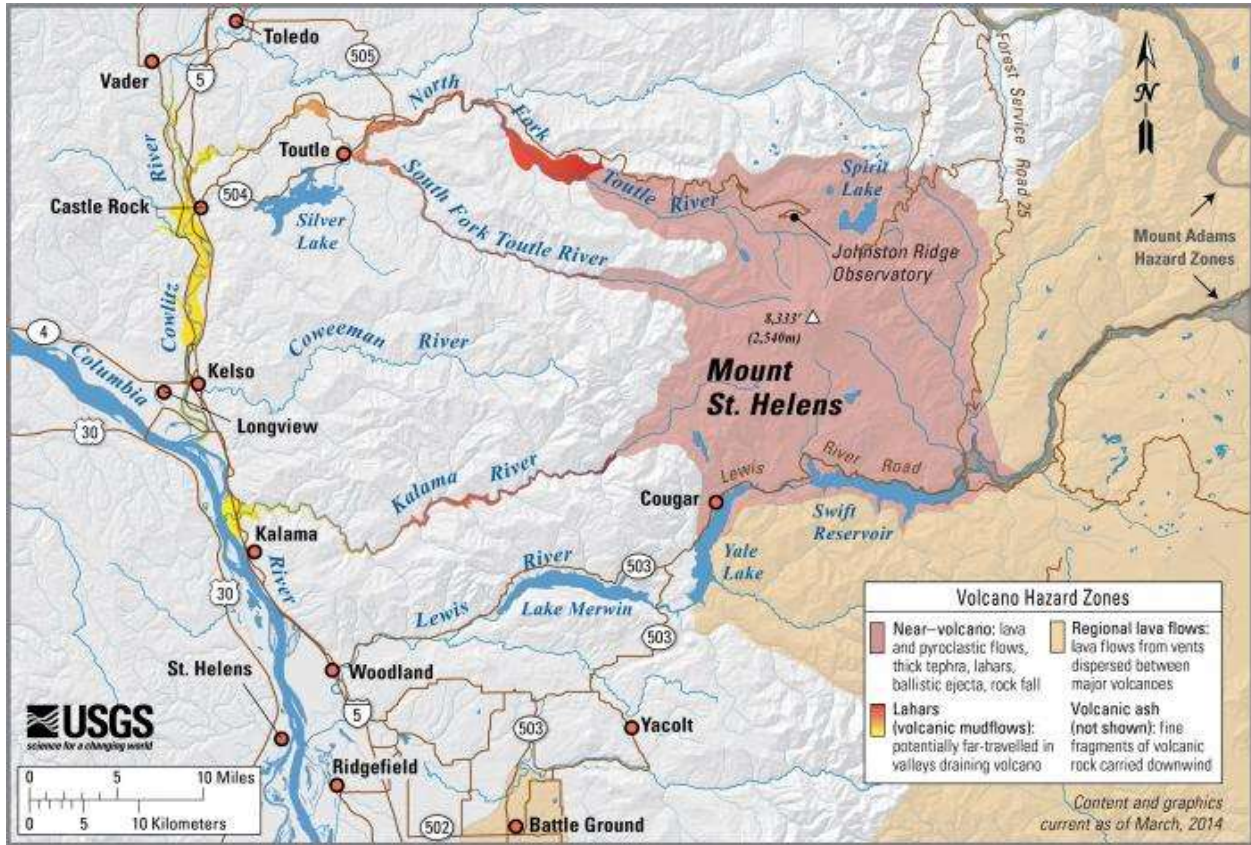 Toledo
Vader
505
5
North
Fork
Forest Service Road 25
N
River
Toutle
Spirit
Lake
Toutle River
Castle Rock
504
Silver
Lake
South Fork Toutle River
Johnston Ridge
Observatory
Mount Adams
Hazard Zones
Cowlitz
8,333'
(2,540m)
4
Columbia
Coweeman River
Kelso
Mount
St. Helens
Longview
30
Kalama River
Lewis River Road
Cougar
Swift
Reservoir
Kalama
River
Yale
Lake
River
503
30
Lewis
Lake Merwin
503
St. Helens
Woodland
5
503
Yacolt
Ridgefield
502
Battle Ground
Volcano Hazard Zones
Near–volcano: lava
and pyroclastic flows,
thick tephra, lahars,
ballistic ejecta, rock fall
Lahars
(volcanic mudflows):
potentially far-travelled in
valleys draining volcano
Regional lava flows:
lava flows from vents
dispersed between
major volcanoes
Volcanic ash
(not shown): fine
fragments of volcanic
rock carried downwind
USGS
science for a changing world
0 5 10 Miles
0 5 10 Kilometers
Content and graphics
current as of March, 2014